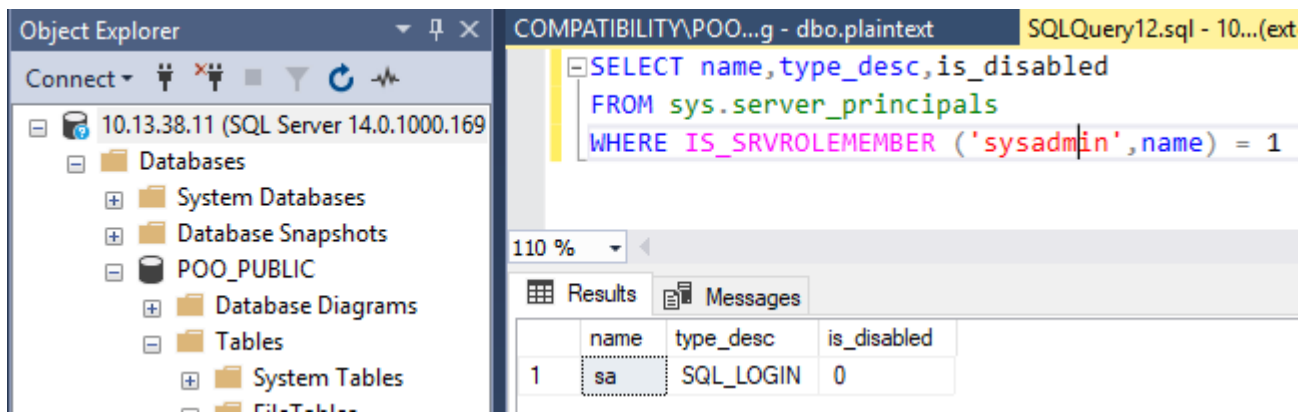 Object Explorer
Connect
10.13.38.11 (SQL Server 14.0.1000.169
Databases
System Databases
Database Snapshots
POO_PUBLIC
Database Diagrams
Tables
System Tables
FileTables
COMPATIBILITY\POO...g - dbo.plaintext
SQLQuery12.sql - 10...(ext
SELECT name,type_desc,is_disabled
FROM sys.server_principals
WHERE IS_SRVROLEMEMBER ('sysadmin',name) = 1
110 %
Results
Messages
name type_desc is_disabled
1 sa SQL_LOGIN 0